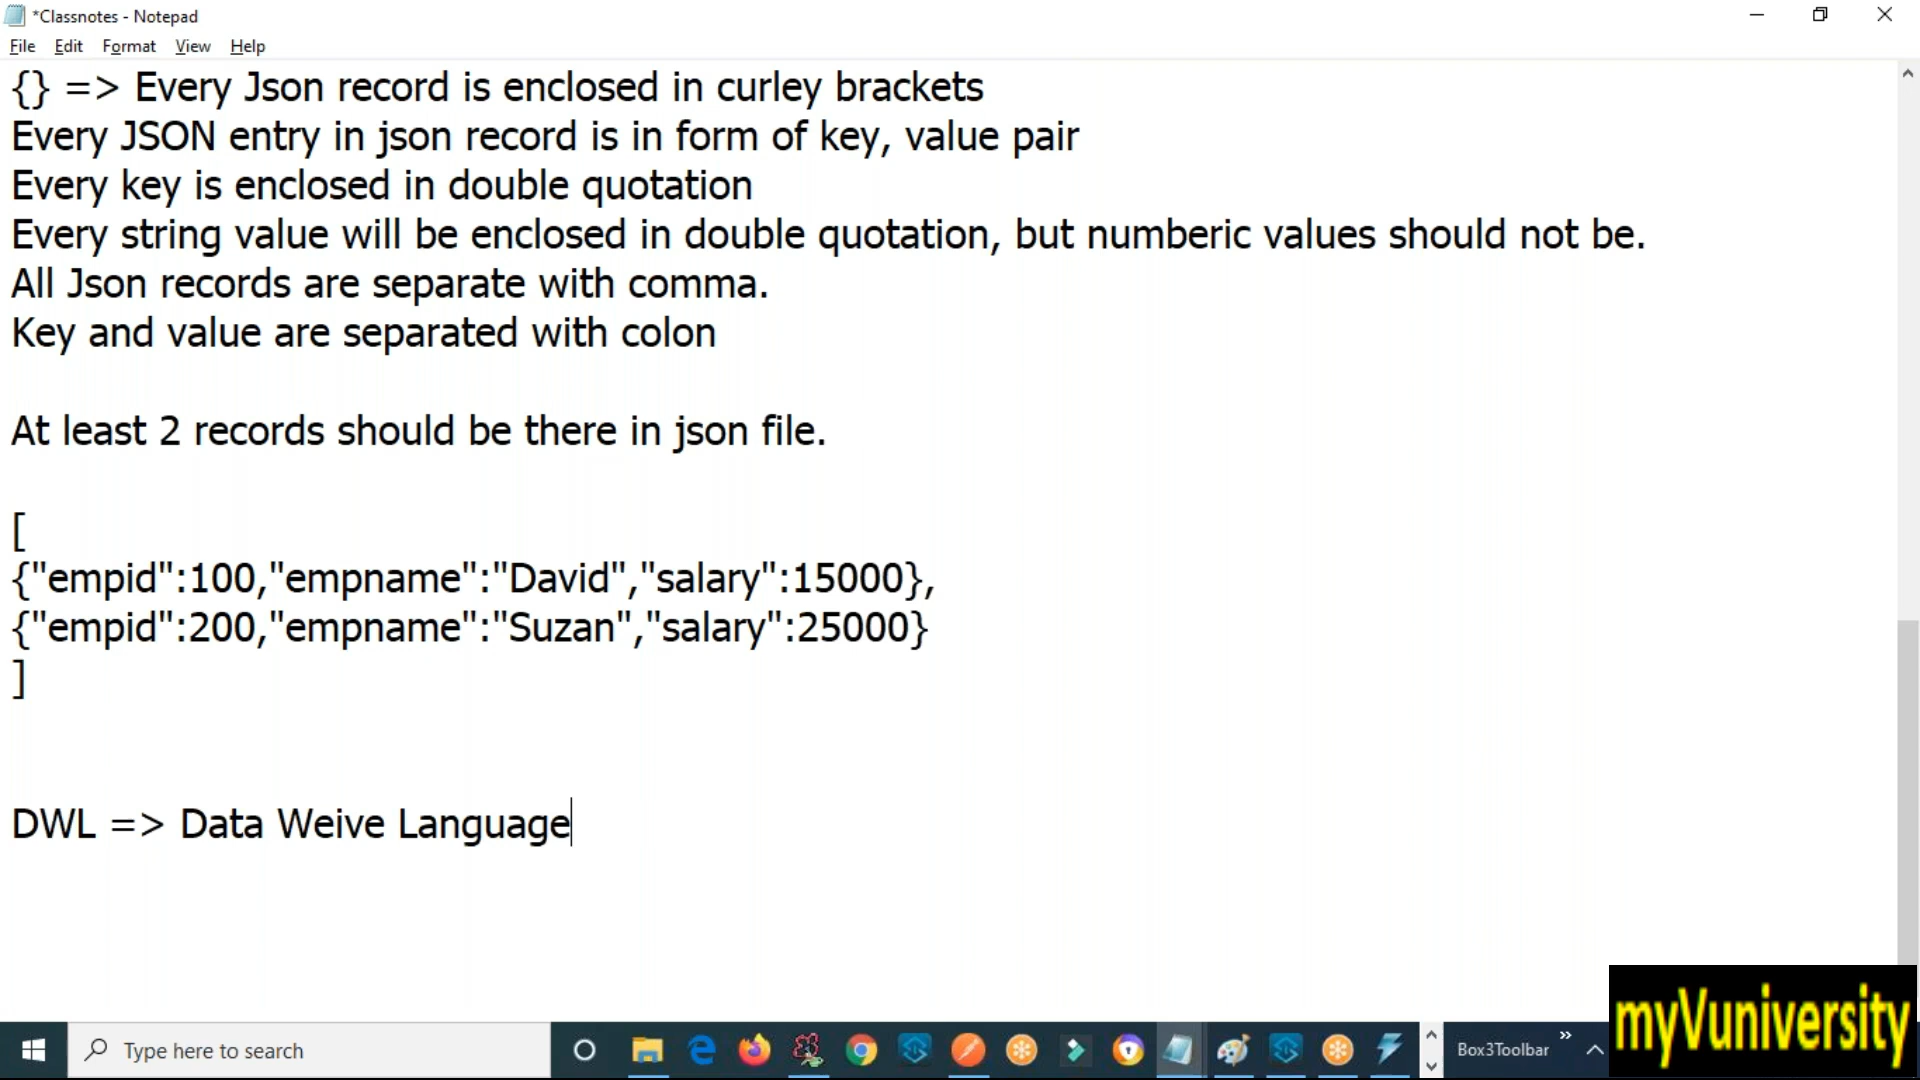 *Classnotes - Notepad
File Edit Format View Help
{} => Every Json record is enclosed in curley brackets
Every JSON entry in json record is in form of key, value pair
Every key is enclosed in double quotation
Every string value will be enclosed in double quotation, but numberic values should not be.
All Json records are separate with comma.
Key and value are separated with colon
At least 2 records should be there in json file.
[
{"empid":100,"empname":"David","salary":15000},
{"empid":200,"empname":"Suzan","salary":25000}
]
DWL => Data Weive Language
Type here to search
Box3Toolbar
myVuniversity